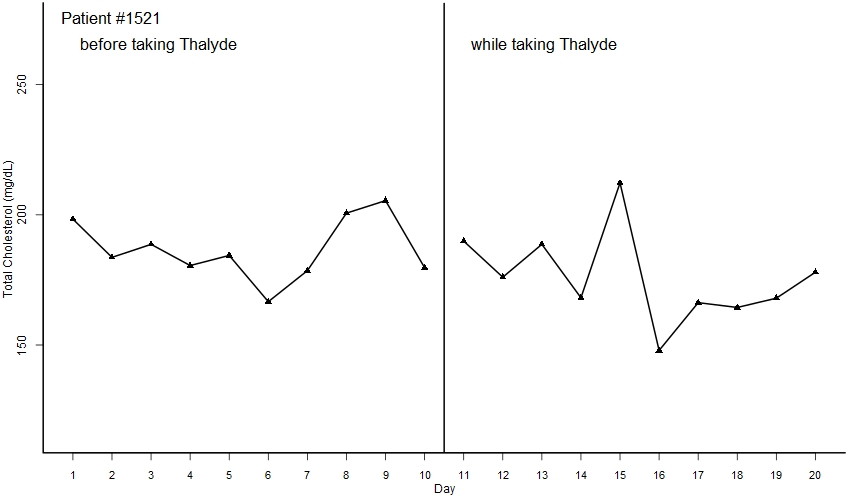 Patient #1521
before taking Thalyde
while taking Thalyde
Total Cholesterol (mg/dL)
250
200
150
1 2 3 4 5 6 7 8 9 10 11 12 13 14 15 16 17 18 19 20
Day